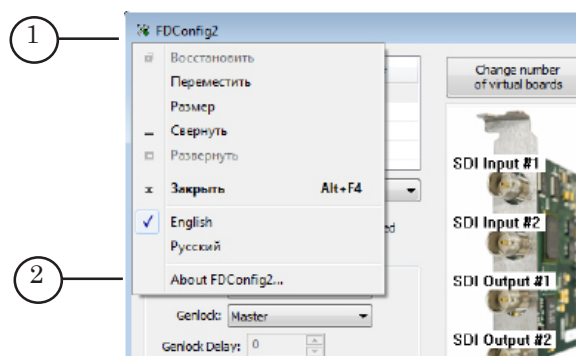 1
FDConfig2
Восстановить
Переместить
Размер
Свернуть
Развернуть
Закрыть Alt+F4
English
Русский
About FDConfig2...
2
Genlock: Master
Genlock Delay: 0
Change number
of virtual boards
SDI Input #1
SDI Input #2
SDI Output #1
SDI Output #2